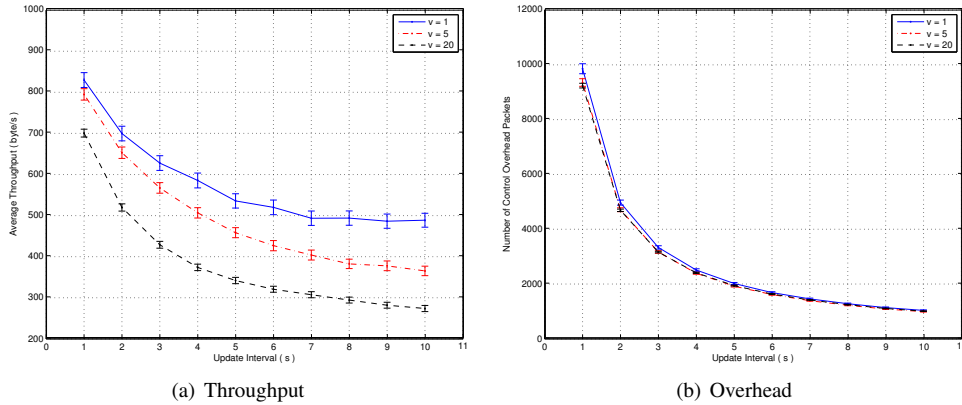 1000
900
800
700
600
500
400
300
200
Average Throughput ( byte/s )
0 1 2 3 4 5 6 7 8 9 10 11
Update Interval ( s )
v = 1
v = 5
v = 20
(a) Throughput
12000
10000
8000
6000
4000
2000
0
Number of Control Overhead Packets
0 1 2 3 4 5 6 7 8 9 10 1
Update Interval ( s )
v = 1
v = 5
v = 20
(b) Overhead